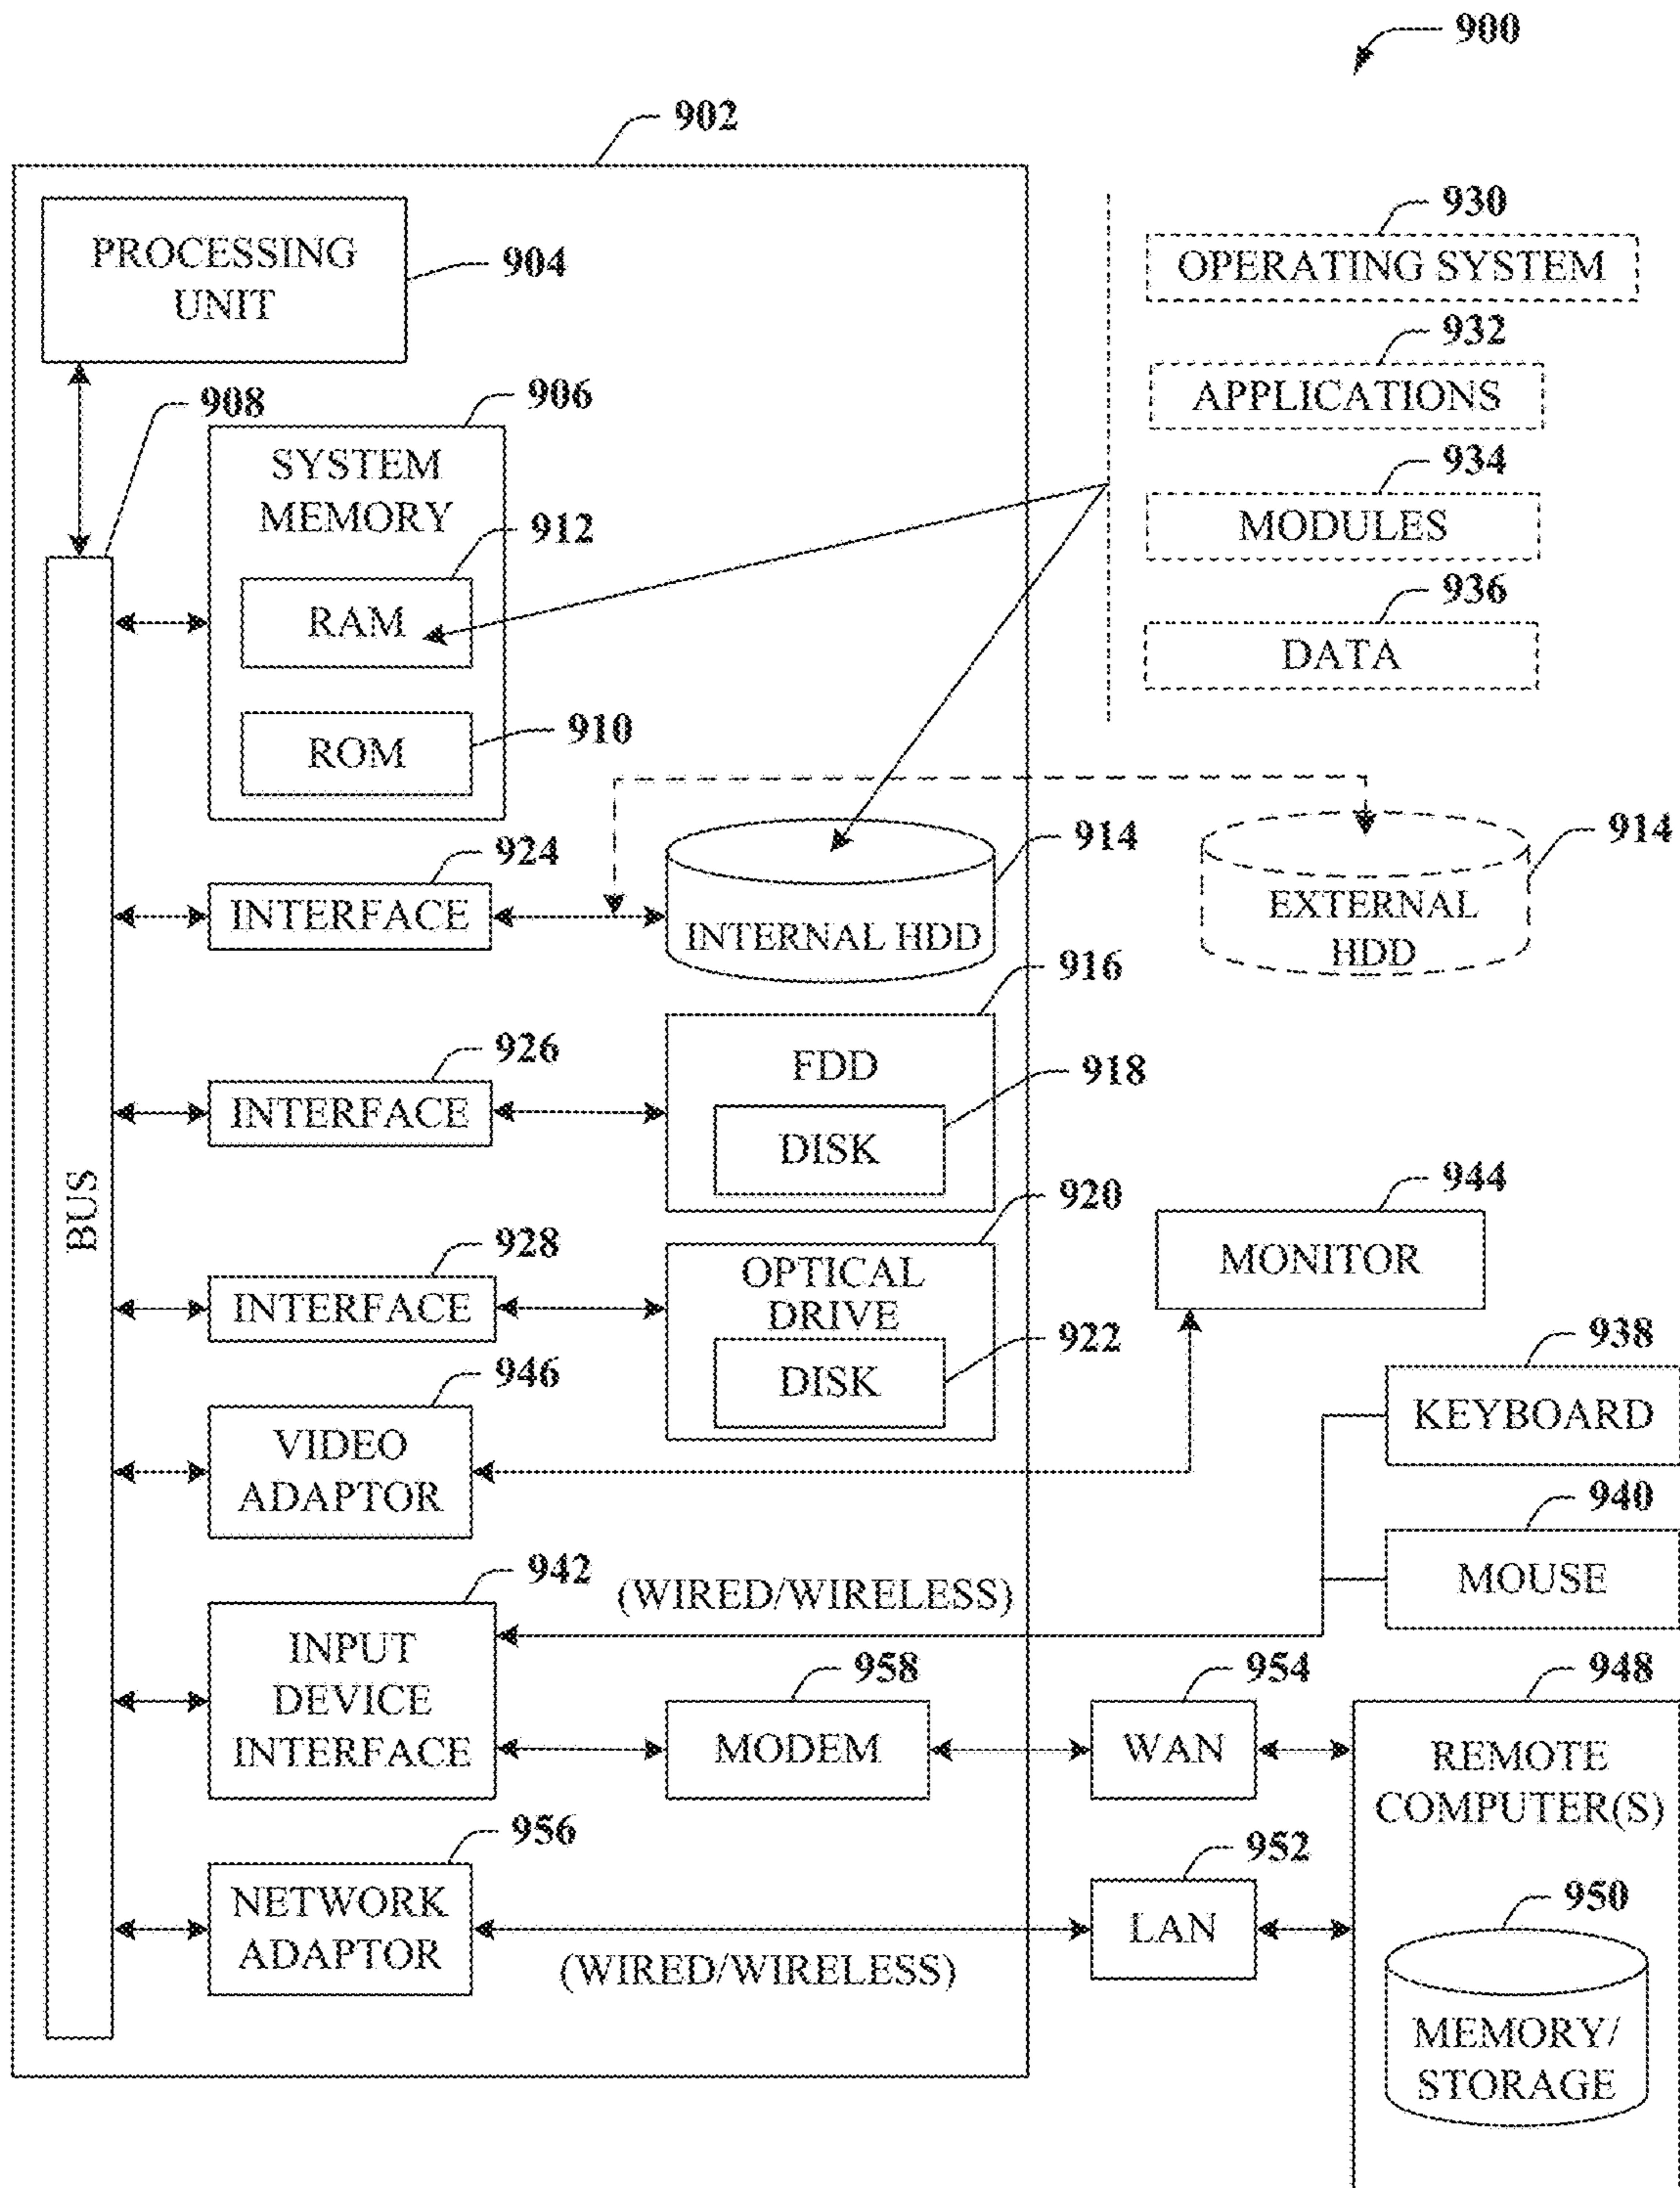 900
902
PROCESSING
UNIT
904
930
OPERATING SYSTEM
932
APPLICATIONS
934
MODULES
936
DATA
908
906
SYSTEM
MEMORY
912
RAM
910
ROM
BUS
924
INTERFACE
914
INTERNAL HDD
914
EXTERNAL
HDD
926
INTERFACE
916
FDD
918
DISK
928
INTERFACE
920
OPTICAL
DRIVE
922
DISK
944
MONITOR
946
VIDEO
ADAPTOR
938
KEYBOARD
940
MOUSE
942
INPUT
DEVICE
INTERFACE
(WIRED/WIRELESS)
958
MODEM
954
WAN
948
REMOTE
COMPUTER(S)
956
NETWORK
ADAPTOR
(WIRED/WIRELESS)
952
LAN
950
MEMORY/
STORAGE